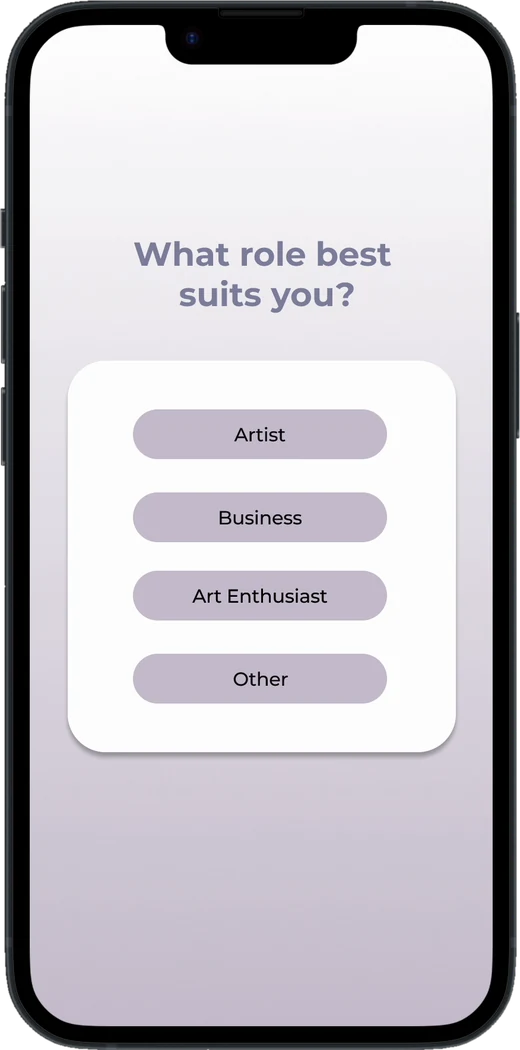 What role best
suits you?
Artist
Business
Art Enthusiast
Other